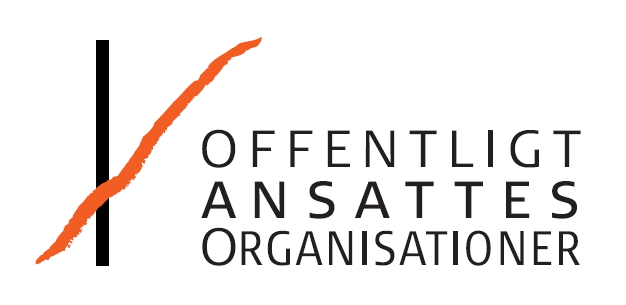 OFFENTLIGT
ANSATTES
ORGANISATIONER